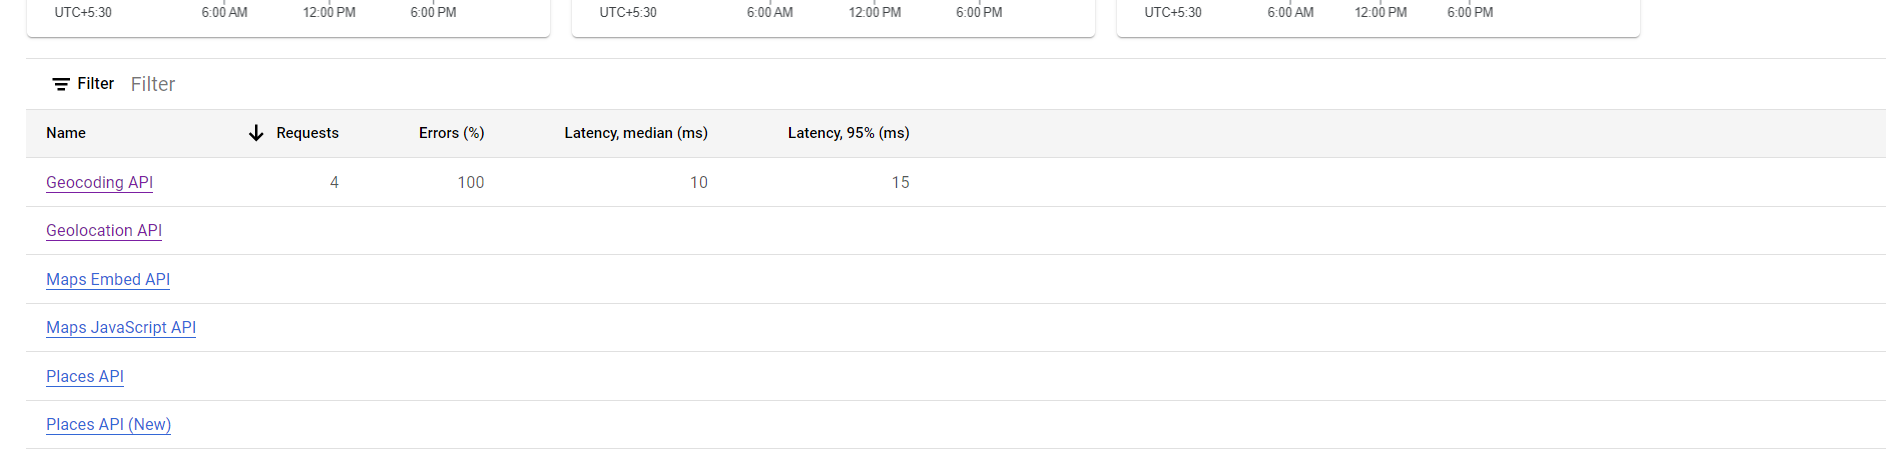 UTC+5:30 6:00 AM 12:00 PM 6:00 PM UTC+5:30 6:00 AM 12:00 PM 6:00 PM UTC+5:30 6:00 AM 12:00 PM 6:00 PM
Filter Filter
Name Requests Errors (%) Latency, median (ms) Latency, 95% (ms)
Geocoding API 4 100 10 15
Geolocation API
Maps Embed API
Maps JavaScript API
Places API
Places API (New)